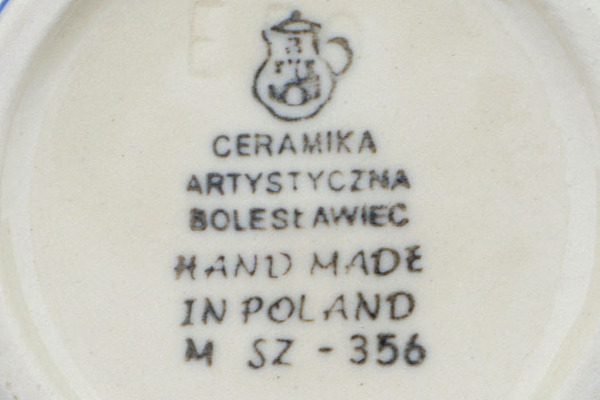 CERAMIKA
ARTYSTYCZNA
BOLESŁAWIEC
HAND MADE
IN POLAND
M SZ - 356